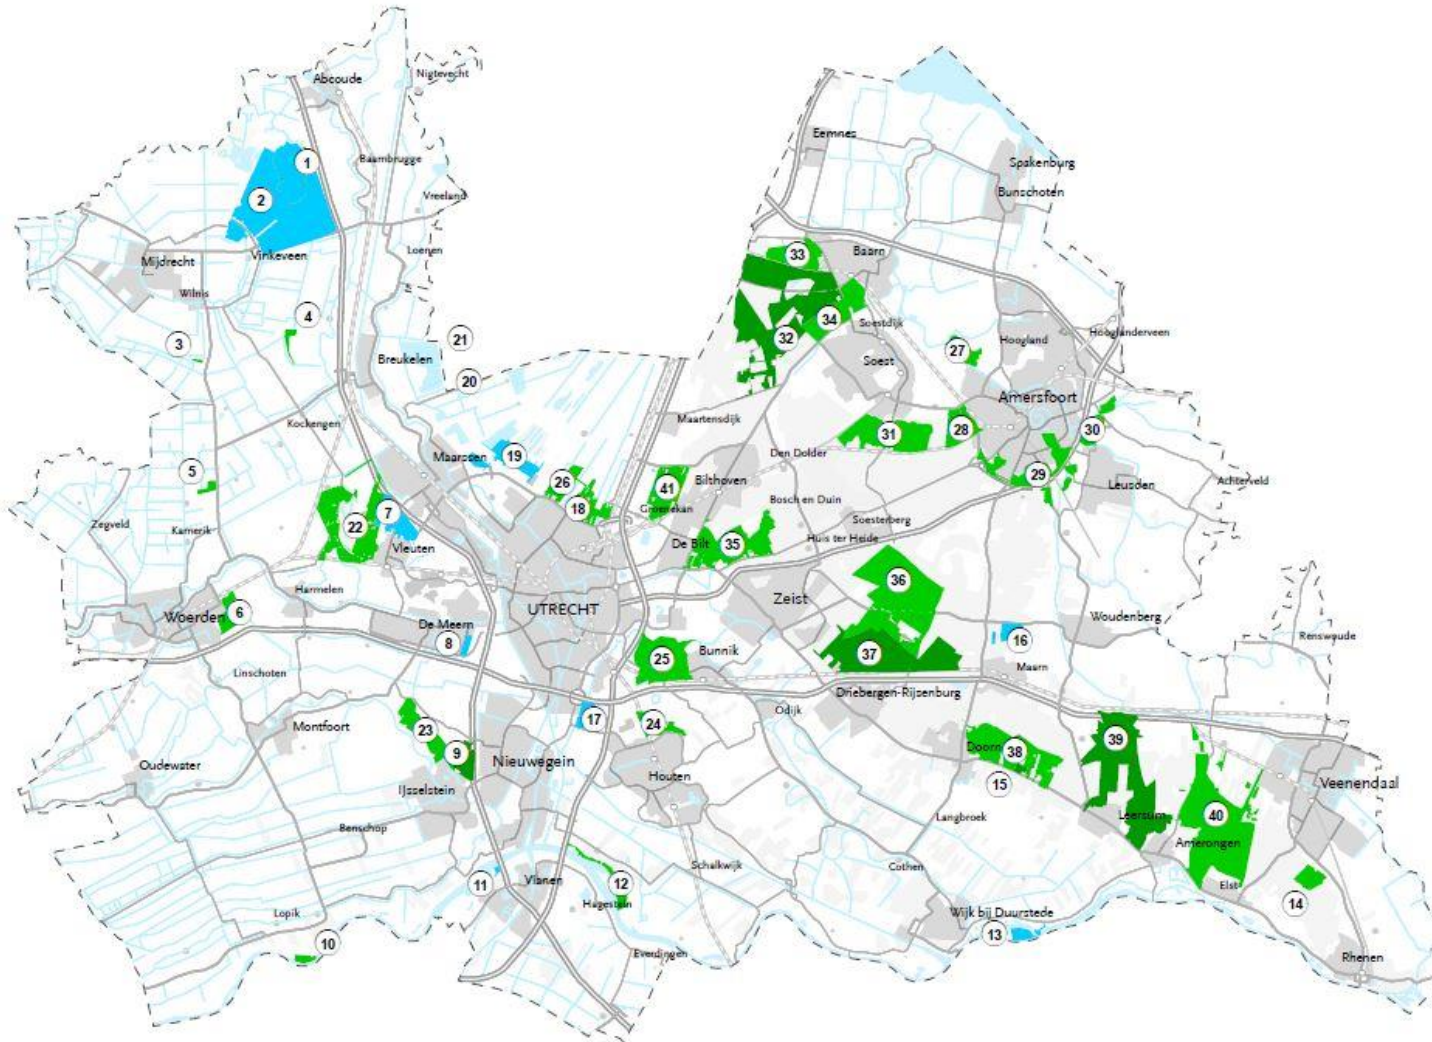 Abcoude
Nigtevecht
1
Baambrugge
2
Vreeland
Loenen
Vinkeveen
Mijdrecht
Wilnis
4
3
21
Breukelen
20
Kockengen
5
Zegveld
Kamerik
Maarssen
19
26
18
22
7
Vleuten
Harmelen
6
Woerden
De Meern
8
UTRECHT
Linschoten
Montfoort
Oudewater
23
9
Nieuwegein
IJsselstein
Benschop
17
24
Houten
25
Bunnik
Odijk
Lopik
10
11
Vianen
12
Hagestein
Everdingen
Schalkwijk
Eemnes
Spakenburg
Bunschoten
33
Baarn
34
Soestdijk
32
Soest
27
Hoogland
Hooglanderveen
Amersfoort
Maartensdijk
31
28
30
29
Leusden
Achterveld
Den Dolder
Bilthoven
41
Groenekan
Bosch en Duin
Soesterberg
Huis ter Heide
De Bilt
35
Zeist
36
37
16
Woudenberg
Maarn
Renswoude
Driebergen-Rijsenburg
Doorn
38
15
39
Langbroek
Leersum
40
Amerongen
Veenendaal
Cothen
Elst
14
Wijk bij Duurstede
13
Rhenen